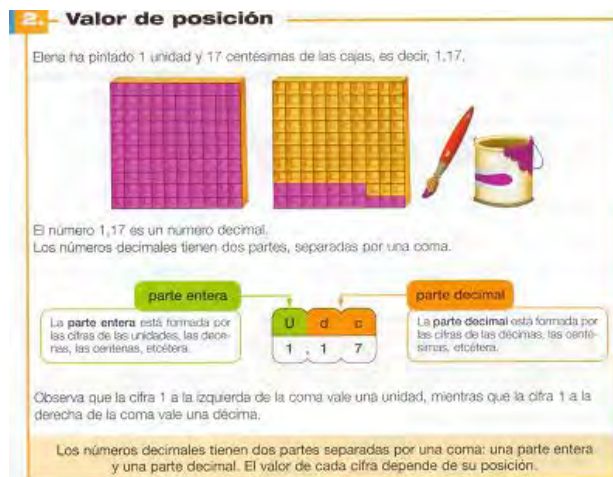 2. Valor de posición
Elena ha pintado 1 unidad y 17 centésimas de las cajas, es decir, 1,17.
El número 1,17 es un número decimal.
Los números decimales tienen dos partes, separadas por una coma.
parte entera
La parte entera está formada por
las cifras de las unidades, las dece-
nas, las centenas, etcétera.
U d c
1 , 1 7
parte decimal
La parte decimal está formada por
las cifras de las décimas, las centé-
simas, etcétera.
Observa que la cifra 1 a la izquierda de la coma vale una unidad, mientras que la cifra 1 a la
derecha de la coma vale una décima.
Los números decimales tienen dos partes separadas por una coma: una parte entera
y una parte decimal. El valor de cada cifra depende de su posición.